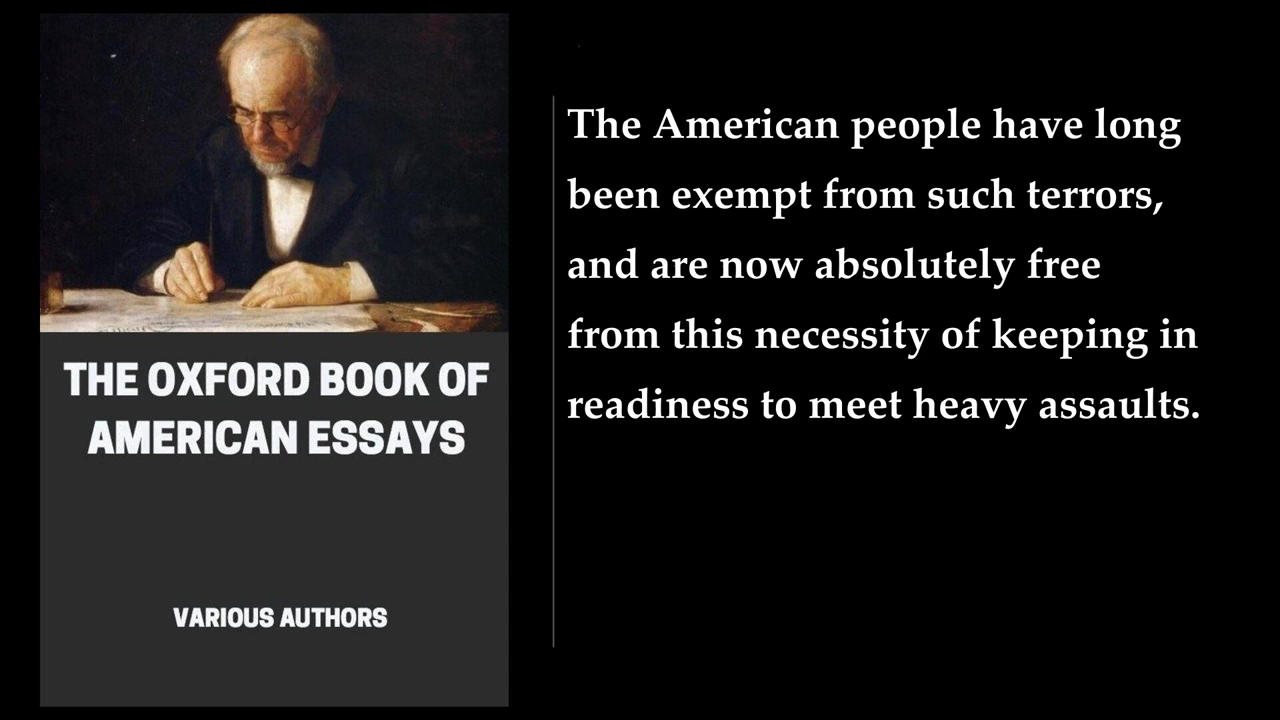 THE OXFORD BOOK OF
AMERICAN ESSAYS
VARIOUS AUTHORS
The American people have long
been exempt from such terrors,
and are now absolutely free
from this necessity of keeping in
readiness to meet heavy assaults.